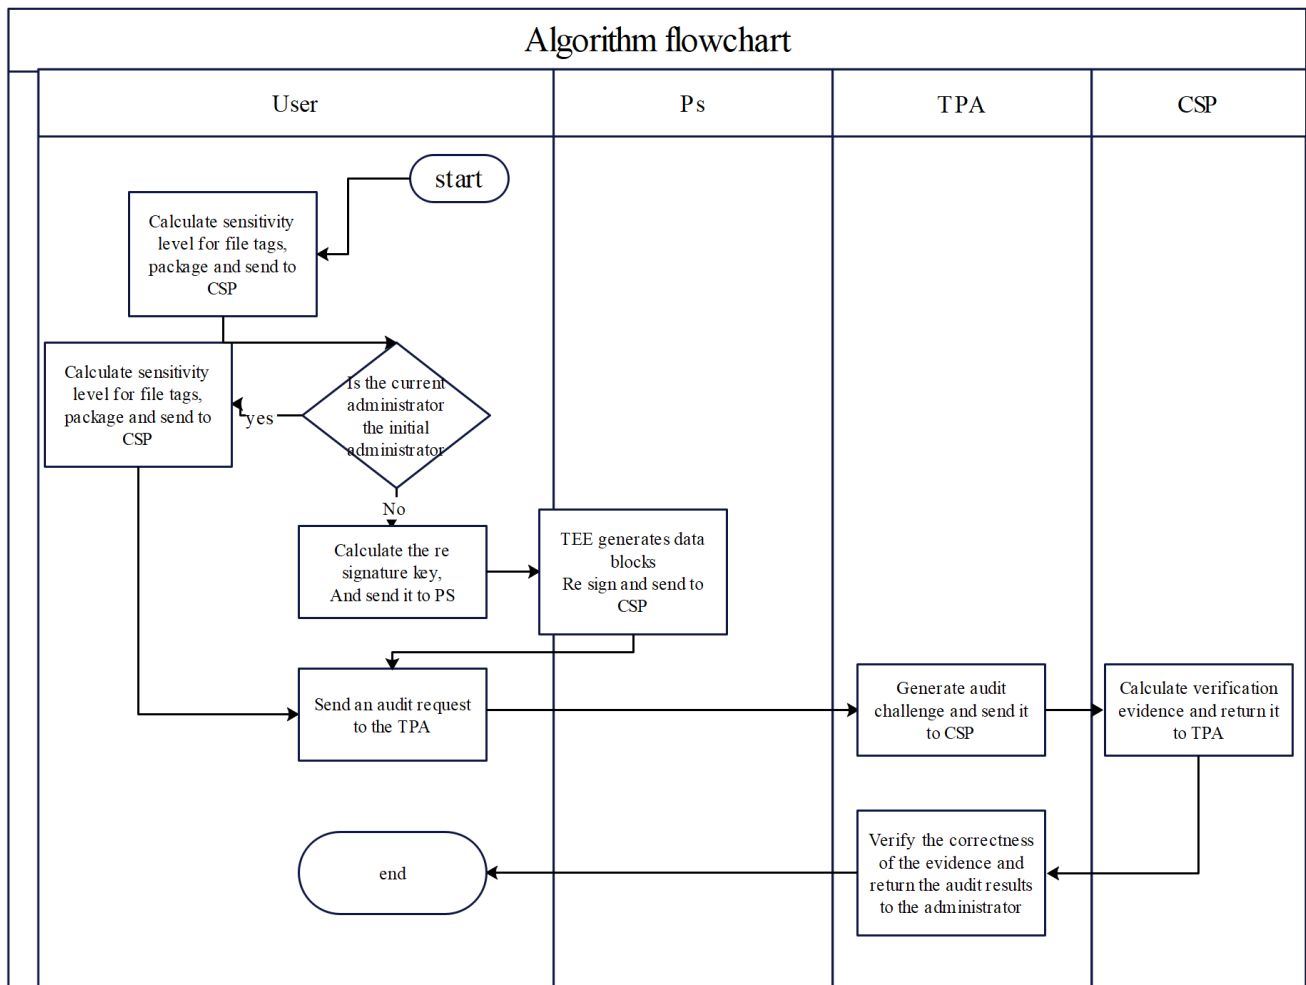 Algorithm flowchart
User
Ps
TPA
CSP
start
Calculate sensitivity
level for file tags,
package and send to
CSP
Calculate sensitivity
level for file tags,
package and send to
CSP
yes
Is the current
administrator
the initial
administrator
No
Calculate the re
signature key,
And send it to PS
TEE generates data
blocks
Re sign and send to
CSP
Send an audit request
to the TPA
Generate audit
challenge and send it
to CSP
Calculate verification
evidence and return it
to TPA
Verify the correctness
of the evidence and
return the audit results
to the administrator
end